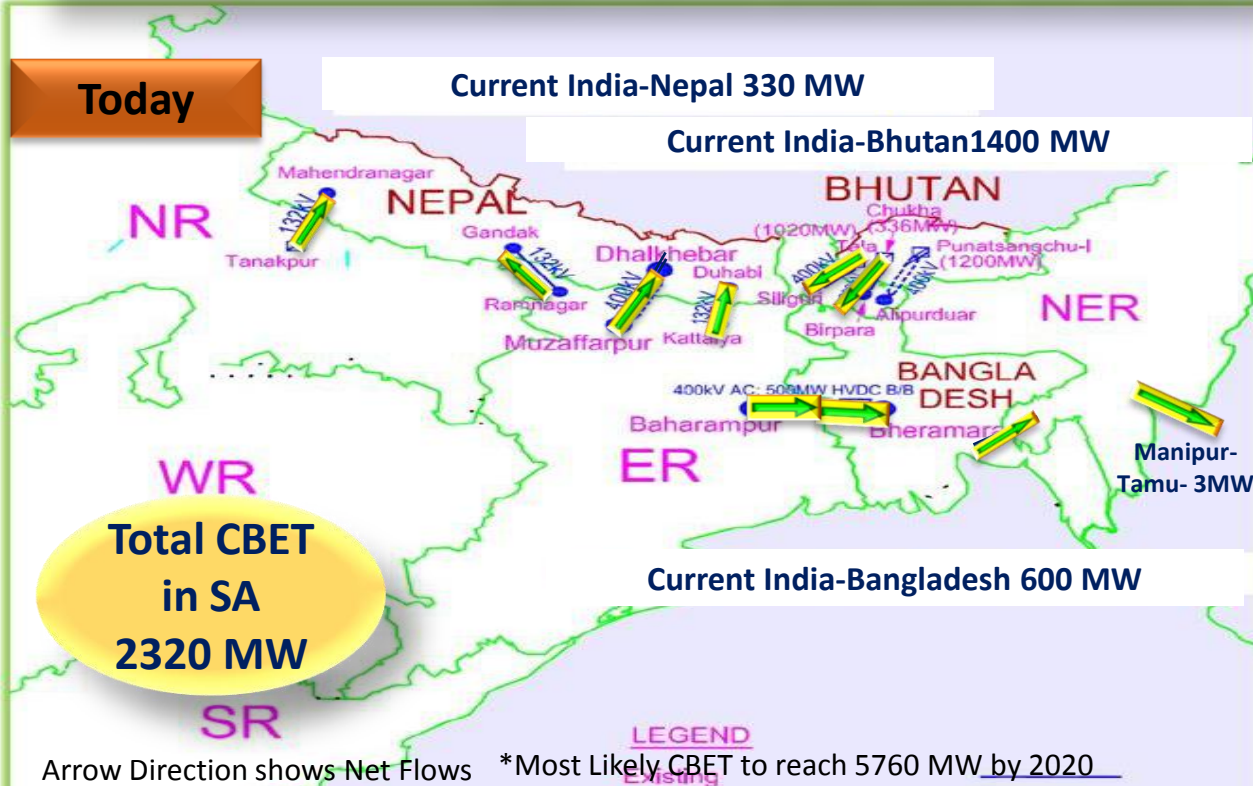 Today
Current India-Nepal 330 MW
Current India-Bhutan1400 MW
Mahendranagar
NEPAL
BHUTAN
NR
132kV
Tanakpur
Gandak
132kV
Ramnagar
Dhalkhebar
400kV
Muzaffarpur
Duhabi
132kV
Kattaiya
Chukha
(1020MW) (336MW)
Tala
Punatsangchu-I
(1200MW)
400kV
400kV
Siliguri
Birpara
Alipurduar
NER
BANGLA
DESH
400kV AC: 500MW HVDC B/B
Baharampur
Bheramara
Manipur-
Tamu- 3MW
WR
ER
Total CBET
in SA
2320 MW
Current India-Bangladesh 600 MW
SR
LEGEND
Existing
Arrow Direction shows Net Flows
*Most Likely CBET to reach 5760 MW by 2020